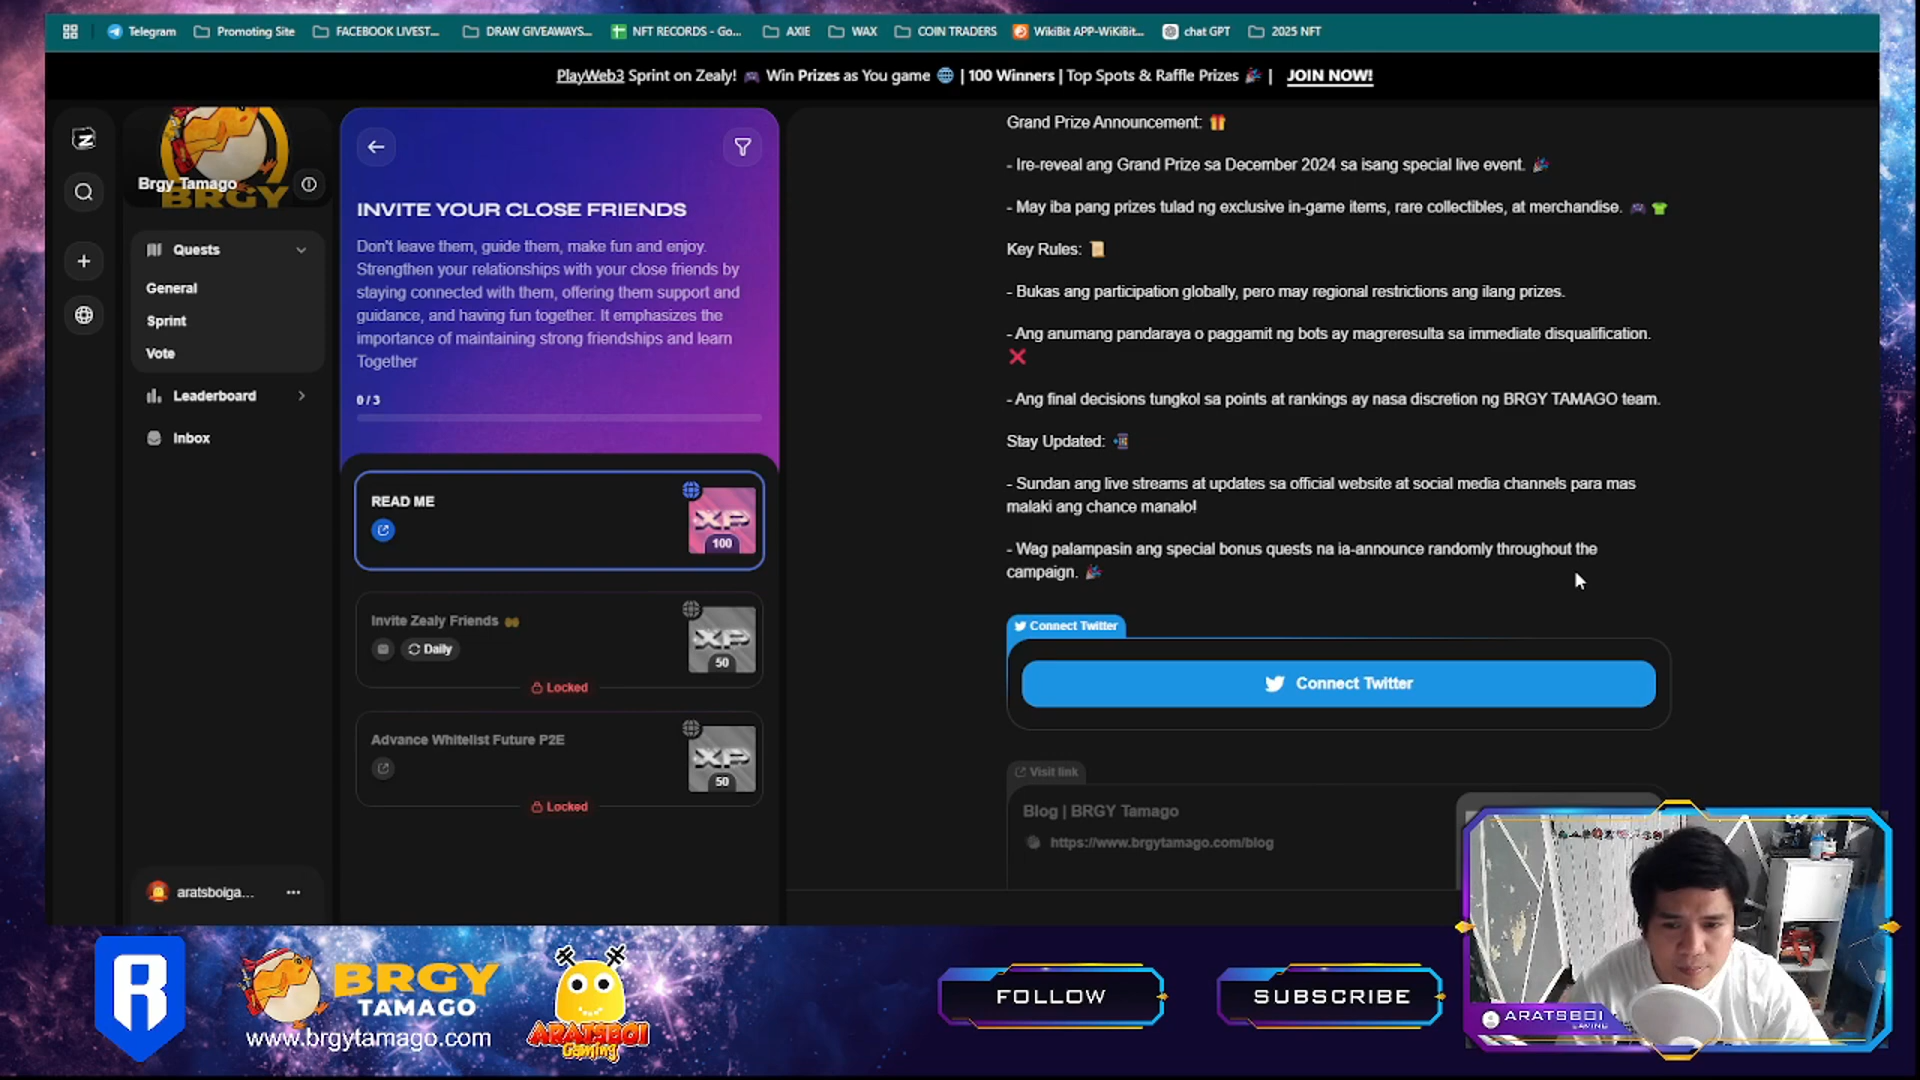 Telegram
Promoting Site
FACEBOOK LIVEST...
DRAW GIVEAWAYS...
NFT RECORDS - Go...
AXIE
WAX
COIN TRADERS
WikiBit APP-WiKiBit...
chat GPT
2025 NFT
PlayWeb3 Sprint on Zealy! 🎮 Win Prizes as You game 🌐 | 100 Winners | Top Spots & Raffle Prizes 🎉 | JOIN NOW!
BRGY
Brgy Tamago
Quests
General
Sprint
Vote
Leaderboard
Inbox
aratsboiga...
INVITE YOUR CLOSE FRIENDS
Don't leave them, guide them, make fun and enjoy.
Strengthen your relationships with your close friends by
staying connected with them, offering them support and
guidance, and having fun together. It emphasizes the
importance of maintaining strong friendships and learn
Together
0 / 3
READ ME
XP
100
Invite Zealy Friends 🙌
Daily
XP
50
Locked
Advance Whitelist Future P2E
XP
50
Locked
Grand Prize Announcement: 🎁
- Ire-reveal ang Grand Prize sa December 2024 sa isang special live event. 🎉
- May iba pang prizes tulad ng exclusive in-game items, rare collectibles, at merchandise. 🎮 👕
Key Rules: 📜
- Bukas ang participation globally, pero may regional restrictions ang ilang prizes.
- Ang anumang pandaraya o paggamit ng bots ay magreresulta sa immediate disqualification.
❌
- Ang final decisions tungkol sa points at rankings ay nasa discretion ng BRGY TAMAGO team.
Stay Updated: 📲
- Sundan ang live streams at updates sa official website at social media channels para mas
malaki ang chance manalo!
- Wag palampasin ang special bonus quests na ia-announce randomly throughout the
campaign. 🎉
Connect Twitter
Connect Twitter
Visit link
Blog | BRGY Tamago
https://www.brgytamago.com/blog
R
BRGY
TAMAGO
www.brgytamago.com
ARATSBOI
Gaming
FOLLOW
SUBSCRIBE
ARATSBOI
GAMING